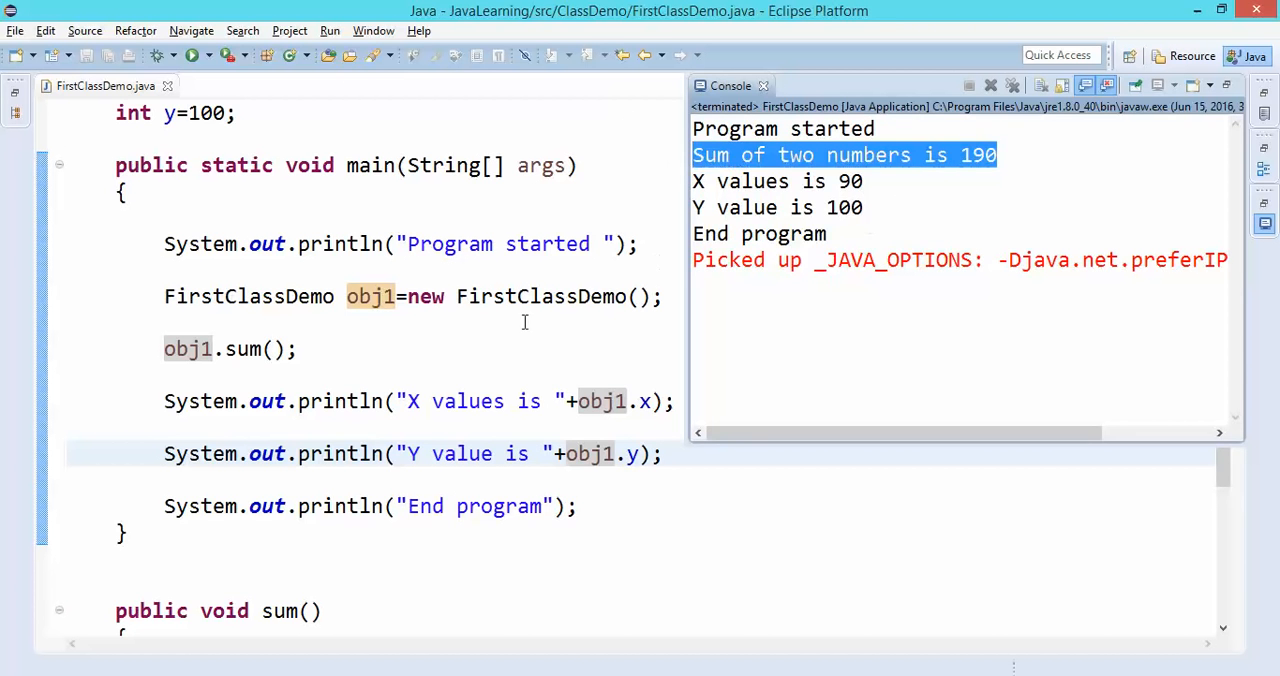 Java - JavaLearning/src/ClassDemo/FirstClassDemo.java - Eclipse Platform
File Edit Source Refactor Navigate Search Project Run Window Help
Quick Access Resource Java
FirstClassDemo.java
int y=100;
public static void main(String[] args)
{
System.out.println("Program started ");
FirstClassDemo obj1=new FirstClassDemo();
obj1.sum();
System.out.println("X values is "+obj1.x);
System.out.println("Y value is "+obj1.y);
System.out.println("End program");
}
public void sum()
{
Console
<terminated> FirstClassDemo [Java Application] C:\Program Files\Java\jre1.8.0_40\bin\javaw.exe (Jun 15, 2016, 3
Program started
Sum of two numbers is 190
X values is 90
Y value is 100
End program
Picked up _JAVA_OPTIONS: -Djava.net.preferIP